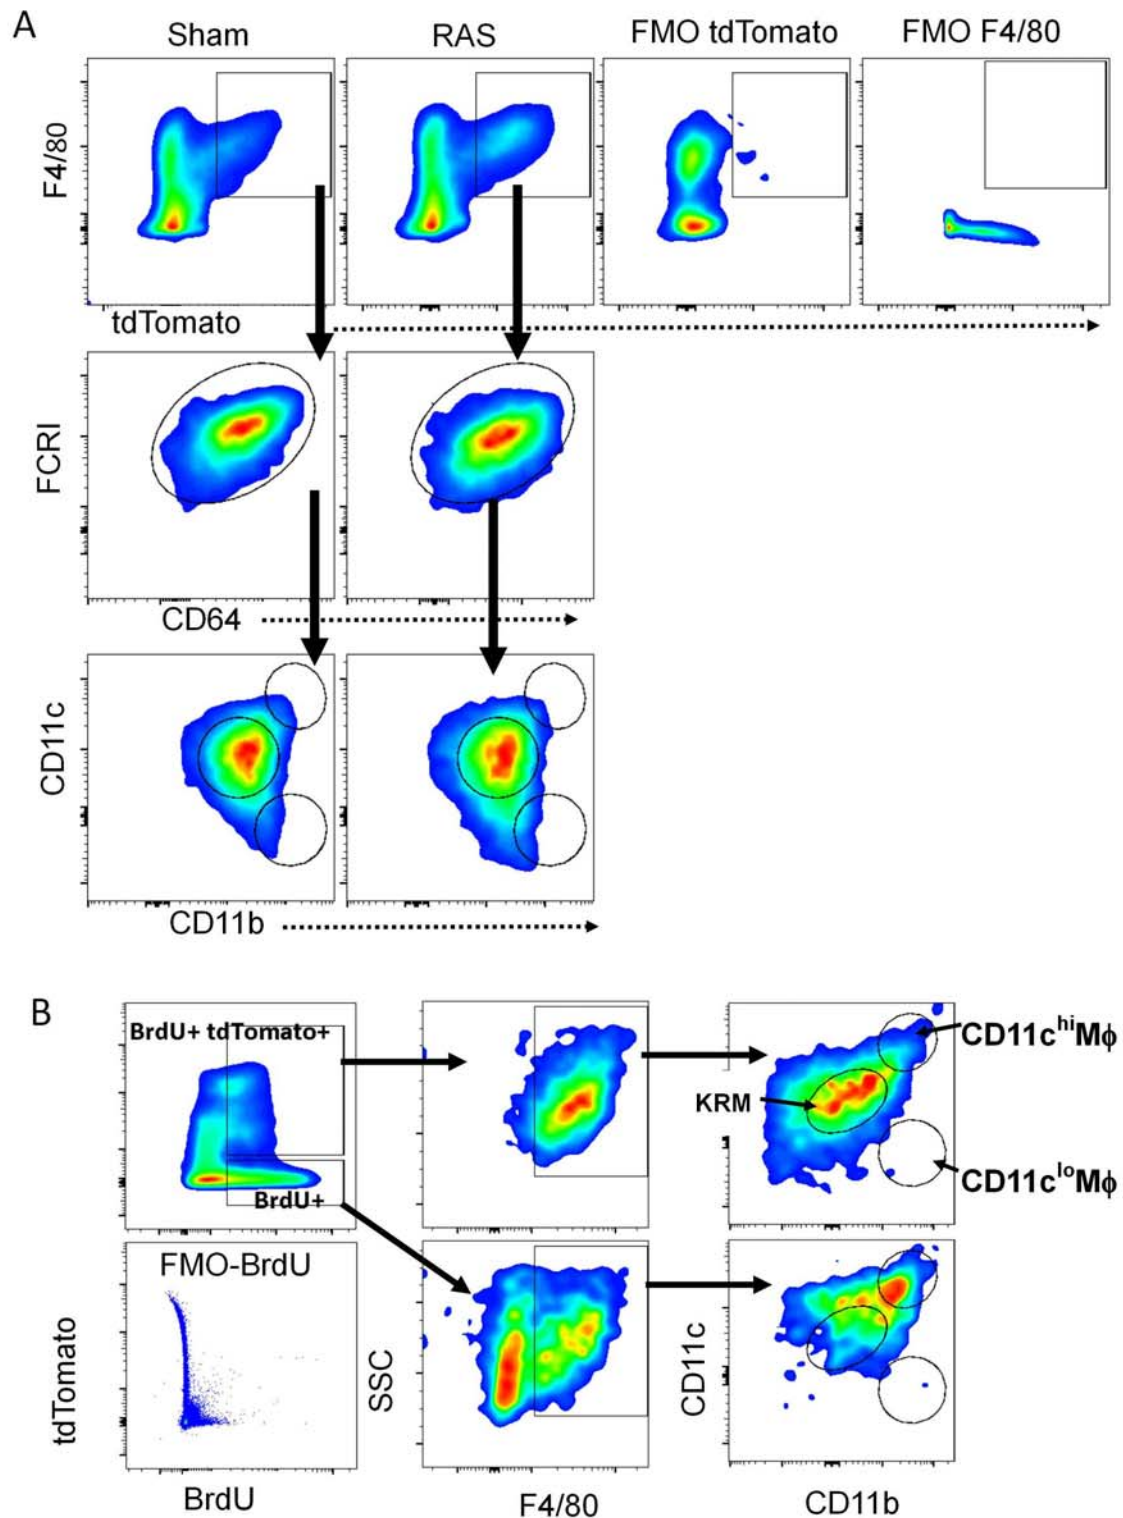 A
Sham RAS FMO tdTomato FMO F4/80
F4/80
tdTomato
FCRI
CD64
CD11c
CD11b
B
BrdU+ tdTomato+
BrdU+
CD11c^hi Mϕ
KRM
CD11c^lo Mϕ
FMO-BrdU
tdTomato
SSC
CD11c
BrdU F4/80 CD11b